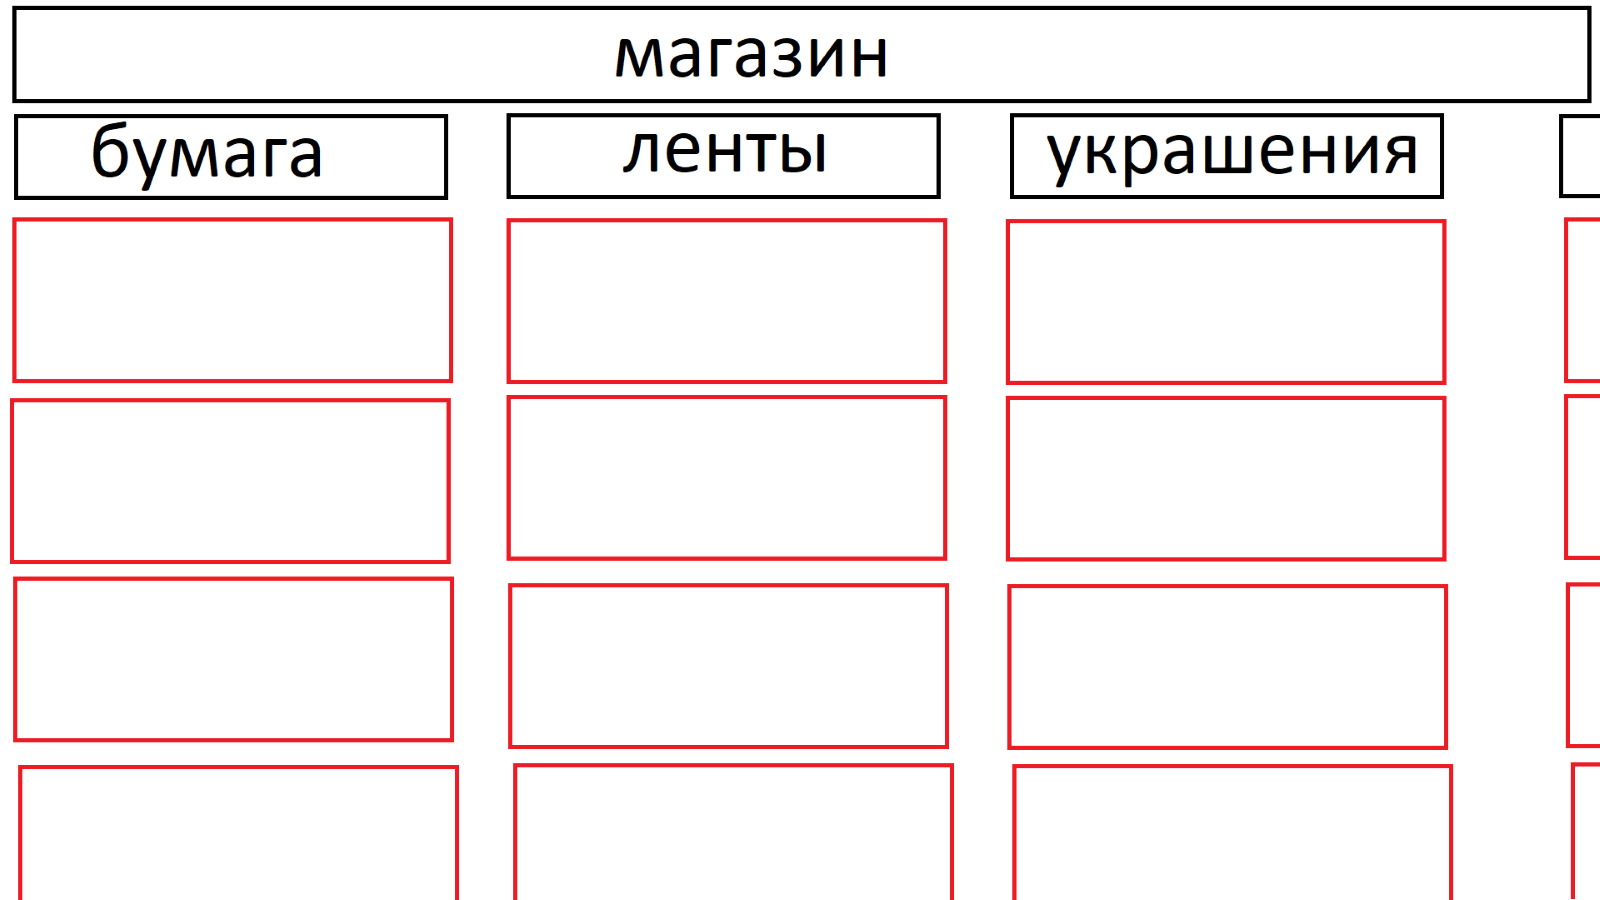 магазин
бумага
ленты
украшения